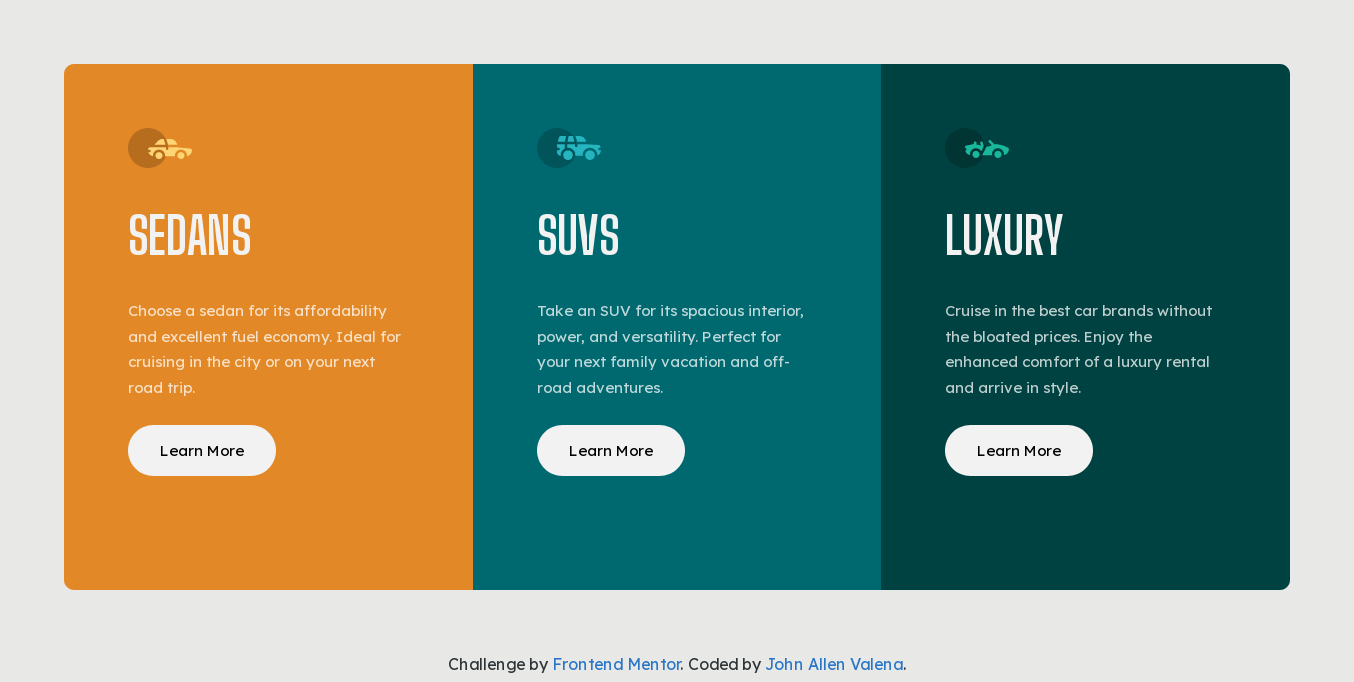 SEDANS
Choose a sedan for its affordability
and excellent fuel economy. Ideal for
cruising in the city or on your next
road trip.
Learn More
SUVS
Take an SUV for its spacious interior,
power, and versatility. Perfect for
your next family vacation and off-
road adventures.
Learn More
LUXURY
Cruise in the best car brands without
the bloated prices. Enjoy the
enhanced comfort of a luxury rental
and arrive in style.
Learn More
Challenge by Frontend Mentor. Coded by John Allen Valena.